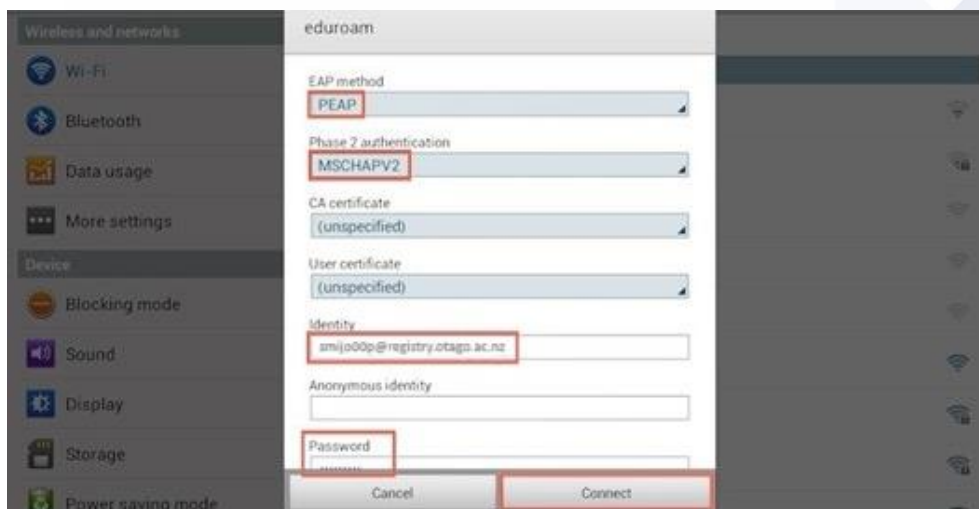 Wireless and networks
Wi-Fi
Bluetooth
Data usage
More settings
Device
Blocking mode
Sound
Display
Storage
Power saving mode
eduroam
EAP method
PEAP
Phase 2 authentication
MSCHAPV2
CA certificate
(unspecified)
User certificate
(unspecified)
Identity
smijo00p@registry.otago.ac.nz
Anonymous identity
Password
Cancel
Connect